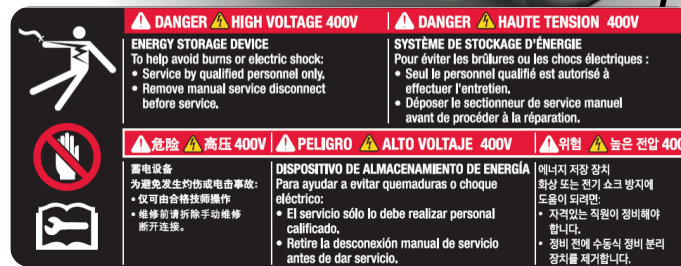 DANGER HIGH VOLTAGE 400V
ENERGY STORAGE DEVICE
To help avoid burns or electric shock:
• Service by qualified personnel only.
• Remove manual service disconnect
before service.
DANGER HAUTE TENSION 400V
SYSTÈME DE STOCKAGE D'ÉNERGIE
Pour éviter les brûlures ou les chocs électriques :
• Seul le personnel qualifié est autorisé à
effectuer l'entretien.
• Déposer le sectionneur de service manuel
avant de procéder à la réparation.
危险 高压 400V
蓄电设备
为避免发生灼伤或电击事故:
• 仅可由合格技师操作
• 维修前请拆除手动维修
断开连接。
PELIGRO ALTO VOLTAJE 400V
DISPOSITIVO DE ALMACENAMIENTO DE ENERGÍA
Para ayudar a evitar quemaduras o choque
eléctrico:
• El servicio sólo lo debe realizar personal
calificado.
• Retire la desconexión manual de servicio
antes de dar servicio.
위험 높은 전압 400
에너지 저장 장치
화상 또는 전기 쇼크 방지에
도움이 되려면:
• 자격있는 직원이 정비해야
합니다.
• 정비 전에 수동식 정비 분리
장치를 제거합니다.